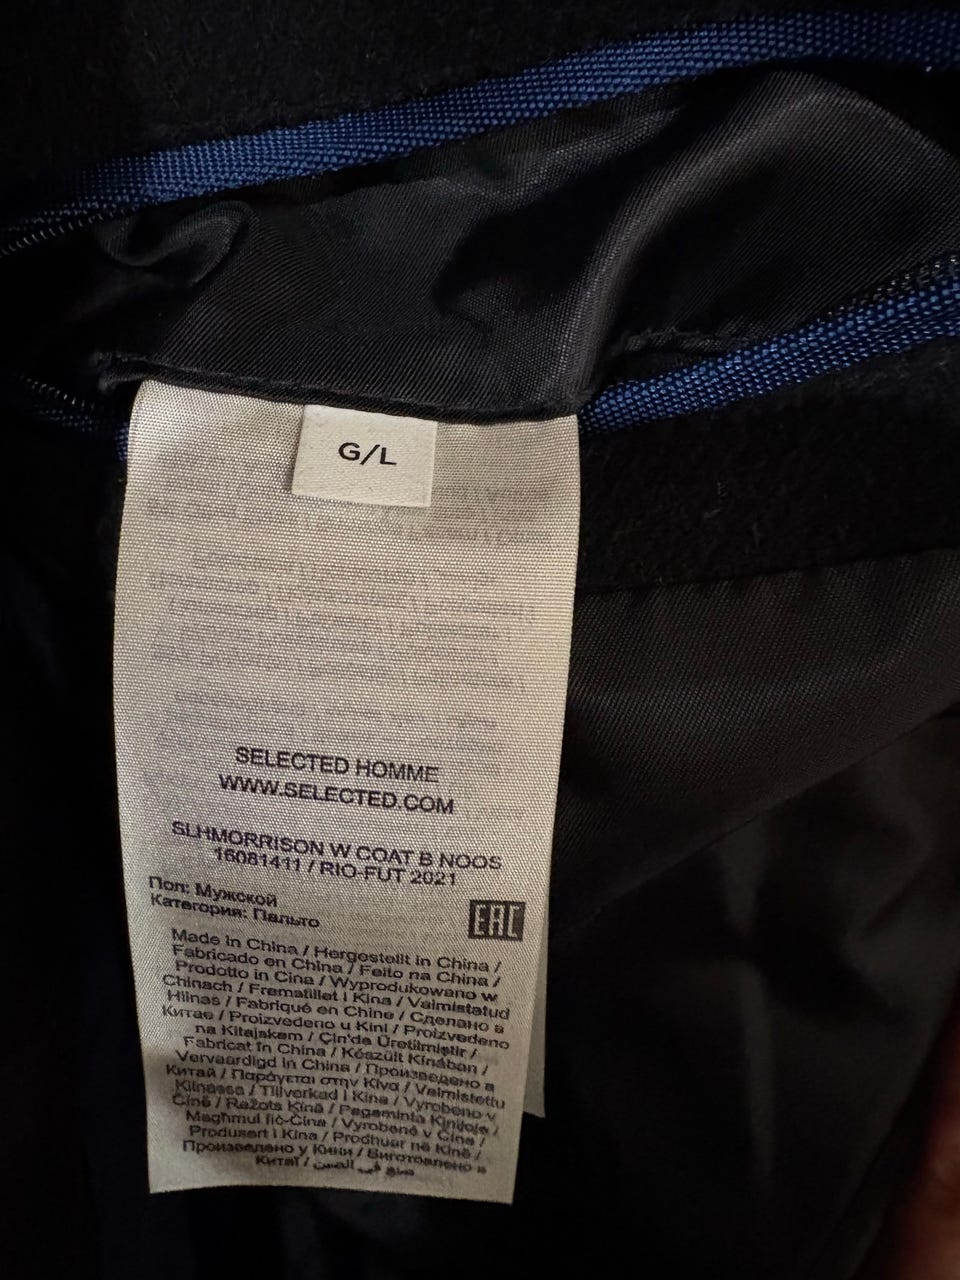 G/L
SELECTED HOMME
WWW.SELECTED.COM
SLHMORRISON W COAT B NOOS
16081411 / RIO-FUT 2021
Пол: Мужской
Категория: Пальто
EAC
Made in China / Hergestellt in China /
Fabricado en China / Feito na China /
Prodotto in Cina / Wyprodukowano w
Chinach / Fremstillet i Kina / Valmistatud
Hiinas / Fabriqué en Chine / Сделано в
Китае / Proizvedeno u Kini / Proizvedeno
na Kitajskem / Çin'de Üretilmiştir /
Fabricat în China / Készült Kínában /
Vervaardigd in China / Произведено в
Китай / Παράγεται στην Κίνα / Valmistettu
Kiinassa / Tillverkad i Kina / Vyrobeno v
Číně / Ražots Ķīnā / Pagaminta Kinijoje /
Magħmul fiċ-Ċina / Vyrobené v Číne /
Produsert i Kina / Prodhuar në Kinë /
Произведено у Кини / Виготовлено в
Китаї / صنع في الصين